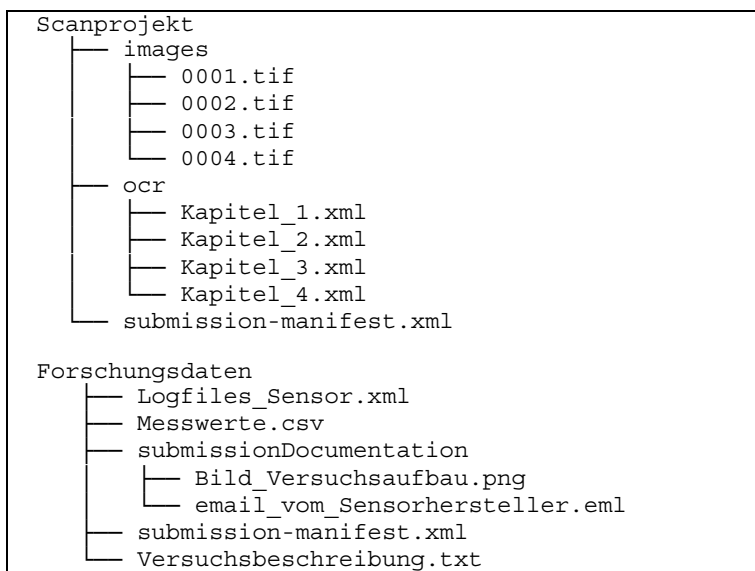 Scanprojekt
├── images
│   ├── 0001.tif
│   ├── 0002.tif
│   ├── 0003.tif
│   └── 0004.tif
├── ocr
│   ├── Kapitel_1.xml
│   ├── Kapitel_2.xml
│   ├── Kapitel_3.xml
│   └── Kapitel_4.xml
└── submission-manifest.xml

Forschungsdaten
├── Logfiles_Sensor.xml
├── Messwerte.csv
├── submissionDocumentation
│   ├── Bild_Versuchsaufbau.png
│   └── email_vom_Sensorhersteller.eml
├── submission-manifest.xml
└── Versuchsbeschreibung.txt